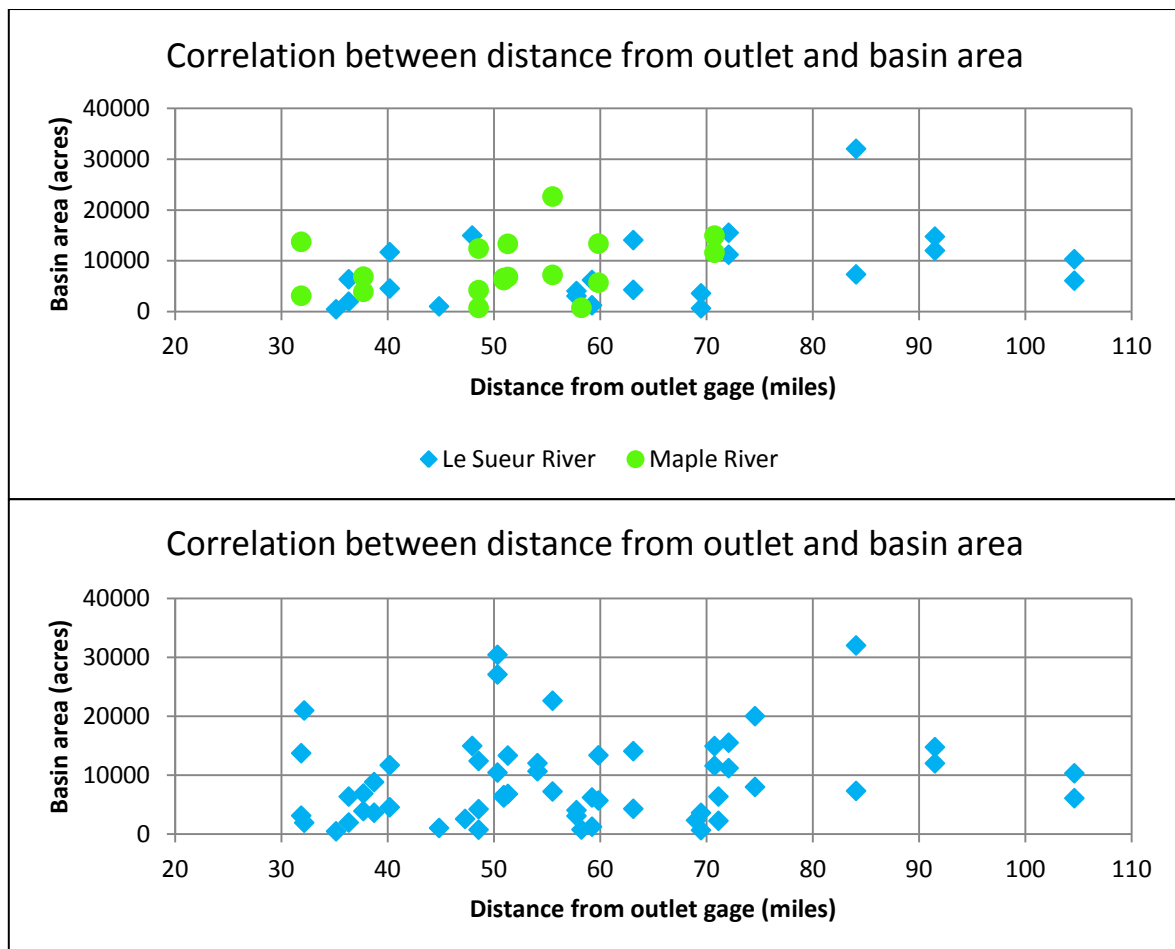 Correlation between distance from outlet and basin area
Basin area (acres)
40000
30000
20000
10000
0
20 30 40 50 60 70 80 90 100 110
Distance from outlet gage (miles)
Le Sueur River Maple River
Correlation between distance from outlet and basin area
Basin area (acres)
40000
30000
20000
10000
0
20 30 40 50 60 70 80 90 100 110
Distance from outlet gage (miles)